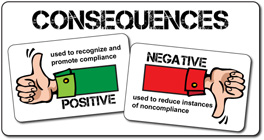 CONSEQUENCES
used to recognize and
promote compliance
POSITIVE
NEGATIVE
used to reduce instances
of noncompliance